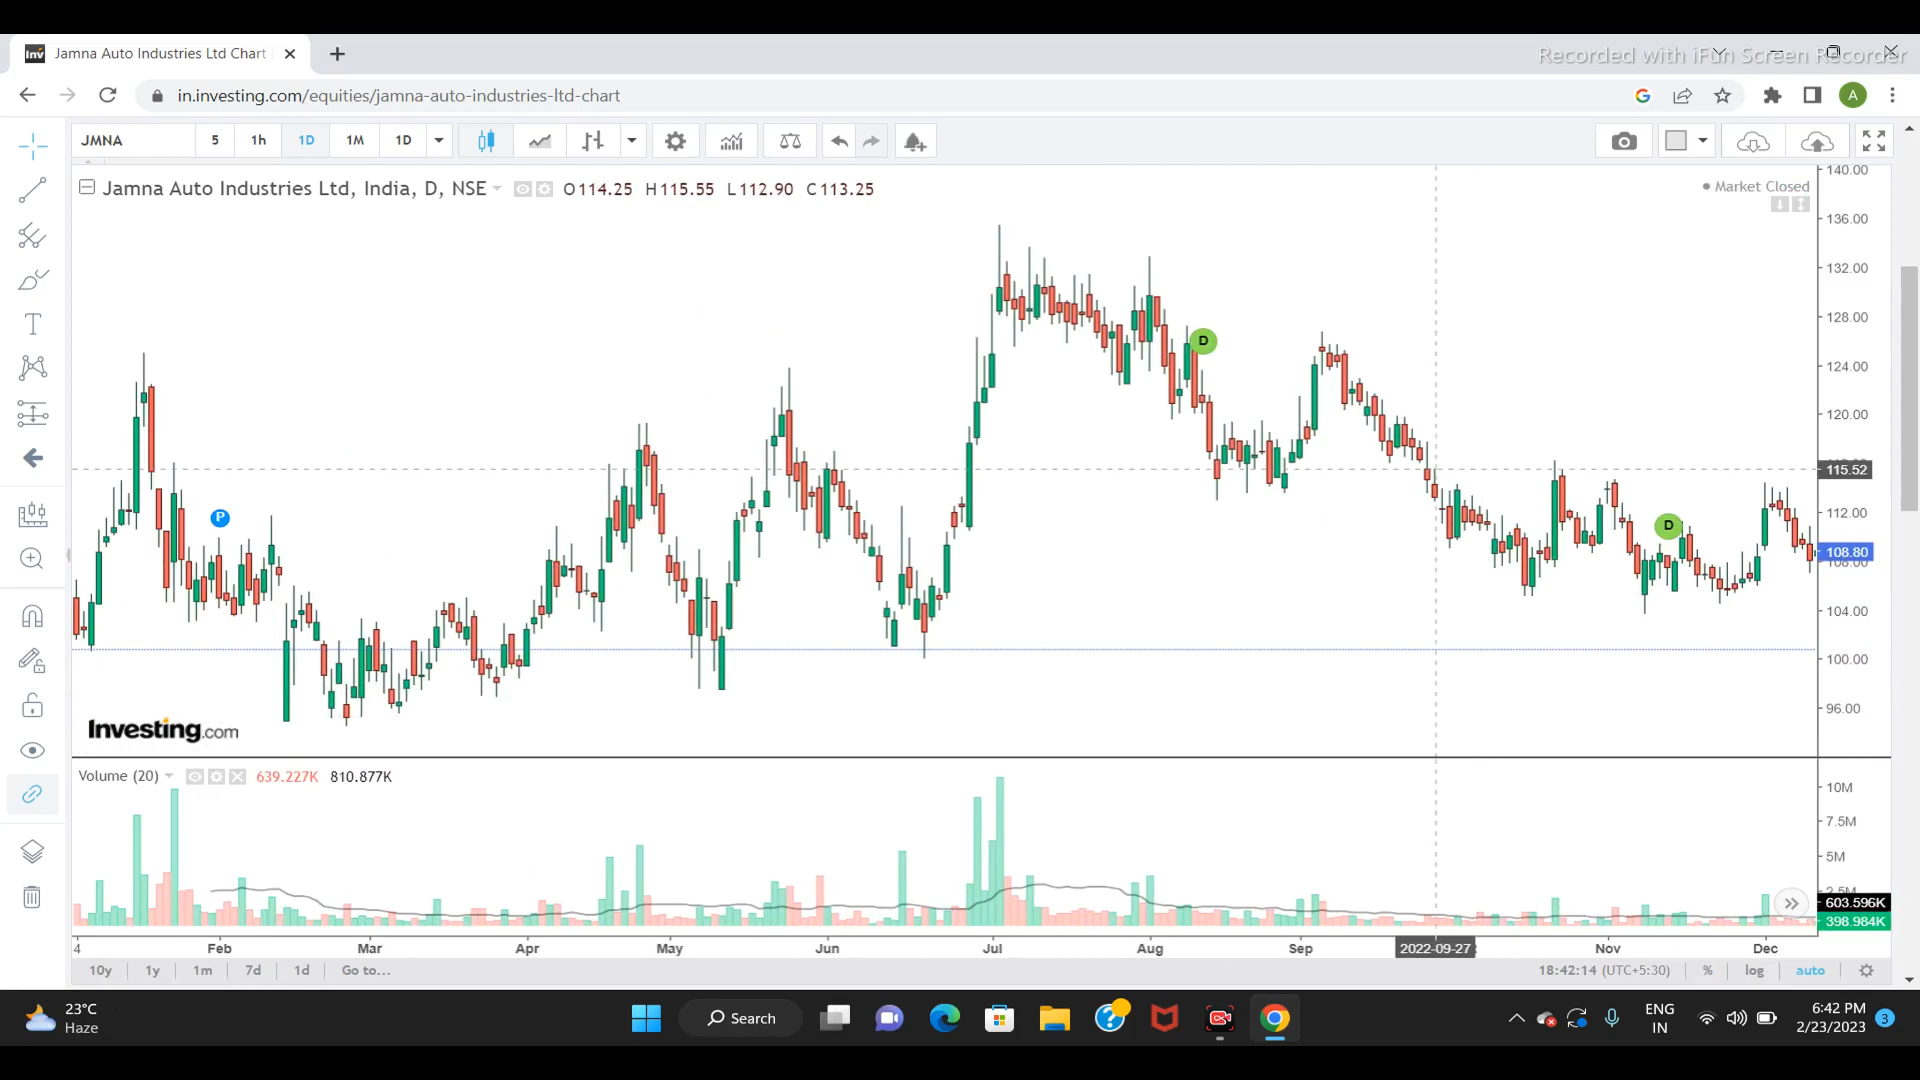 Jamna Auto Industries Ltd Chart
Recorded with iFun Screen Recorder
in.investing.com/equities/jamna-auto-industries-ltd-chart
A
JMNA 5 1h 1D 1M 1D
Jamna Auto Industries Ltd, India, D, NSE O114.25 H115.55 L112.90 C113.25
Market Closed
140.00
136.00
132.00
128.00
124.00
120.00
115.52
112.00
108.80
104.00
100.00
96.00
D
P
D
Investing.com
Volume (20) 639.227K 810.877K
10M
7.5M
5M
2.5M
603.596K
398.984K
4 Feb Mar Apr May Jun Jul Aug Sep 2022-09-27 Nov Dec
10y 1y 1m 7d 1d Go to... 18:42:14 (UTC+5:30) % log auto
23°C
Haze
Search
ENG
IN
6:42 PM
2/23/2023
3